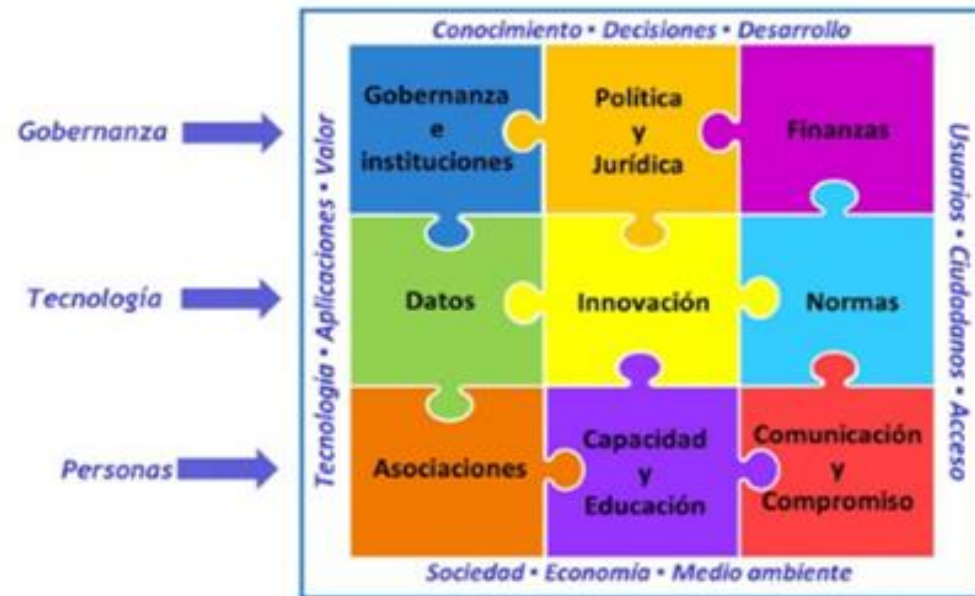 Conocimiento • Decisiones • Desarrollo
Gobernanza
Tecnología
Personas
Tecnología • Aplicaciones • Valor
Gobernanza
e
instituciones
Política
y
Jurídica
Finanzas
Datos
Innovación
Normas
Asociaciones
Capacidad
y
Educación
Comunicación
y
Compromiso
Usuarios • Ciudadanos • Acceso
Sociedad • Economía • Medio ambiente